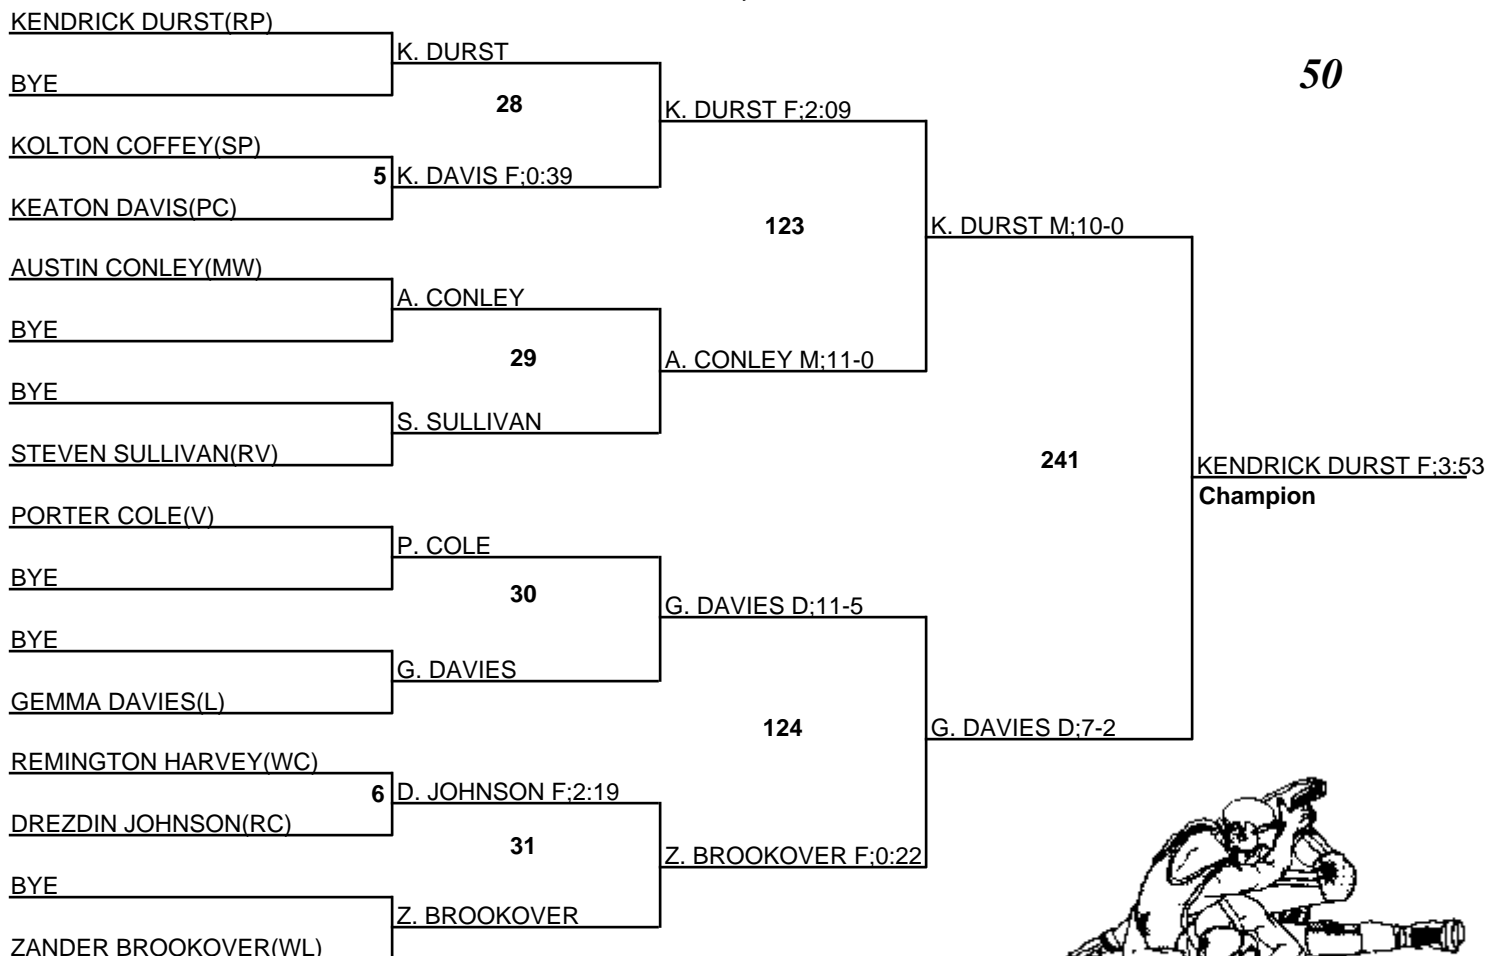 KENDRICK DURST(RP)
K. DURST
50
BYE
28
K. DURST F;2:09
KOLTON COFFEY(SP)
5 K. DAVIS F;0:39
KEATON DAVIS(PC)
123
K. DURST M;10-0
AUSTIN CONLEY(MW)
A. CONLEY
BYE
29
A. CONLEY M;11-0
BYE
S. SULLIVAN
STEVEN SULLIVAN(RV)
241
KENDRICK DURST F;3:53
Champion
PORTER COLE(V)
P. COLE
BYE
30
G. DAVIES D;11-5
BYE
G. DAVIES
GEMMA DAVIES(L)
124
G. DAVIES D;7-2
REMINGTON HARVEY(WC)
6 D. JOHNSON F;2:19
DREZDIN JOHNSON(RC)
31
Z. BROOKOVER F;0:22
BYE
Z. BROOKOVER
ZANDER BROOKOVER(WL)